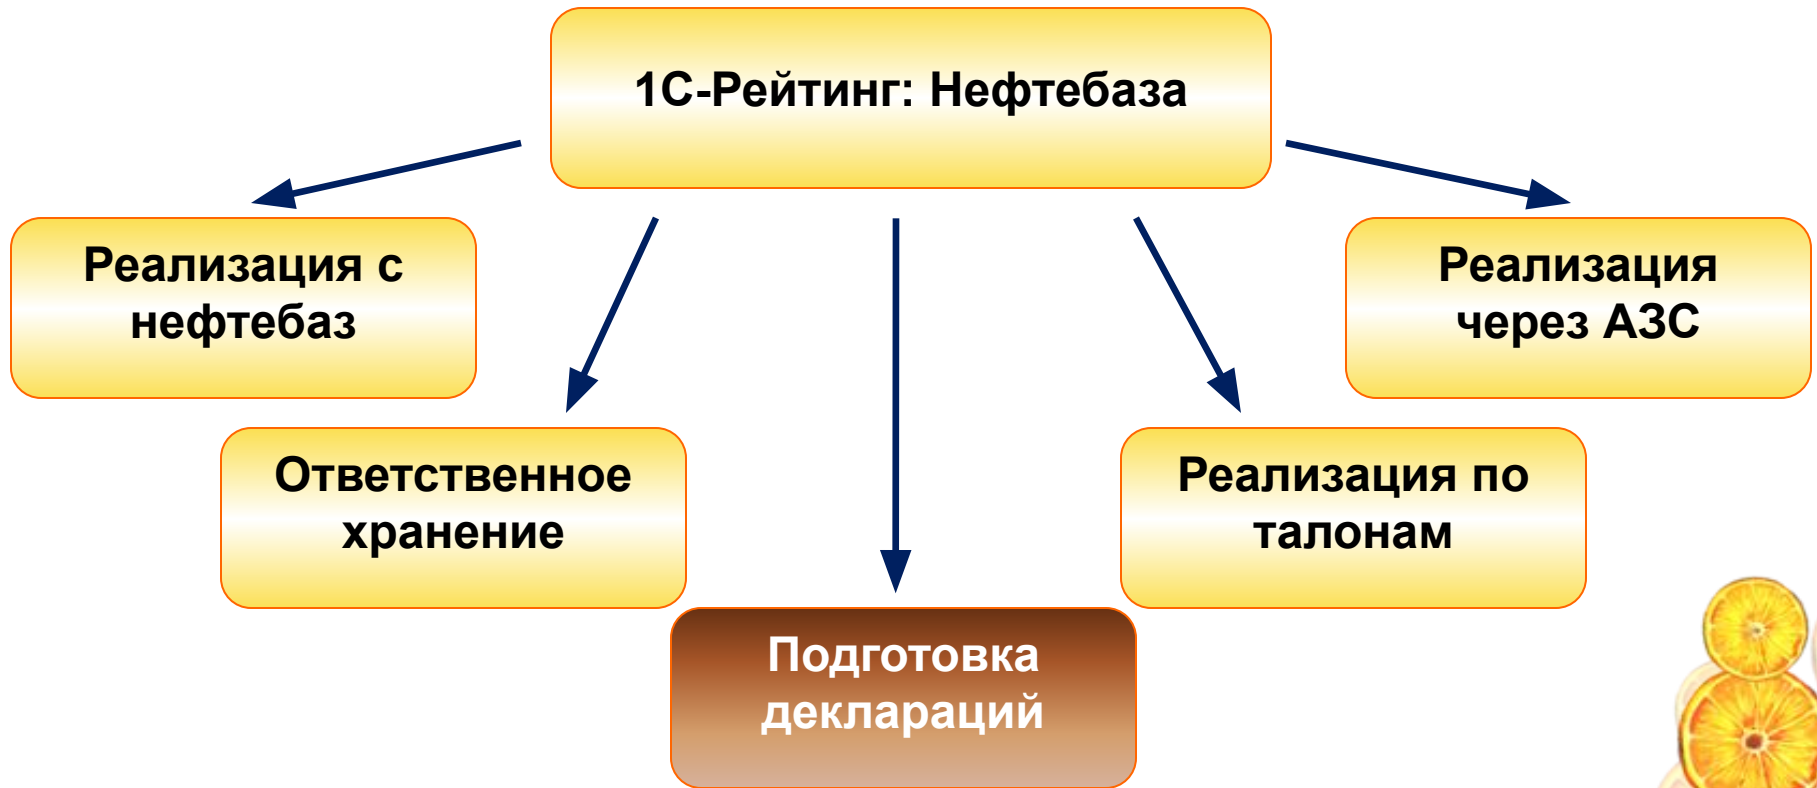 1С-Рейтинг: Нефтебаза
Реализация с
нефтебаз
Реализация
через АЗС
Ответственное
хранение
Реализация по
талонам
Подготовка
деклараций